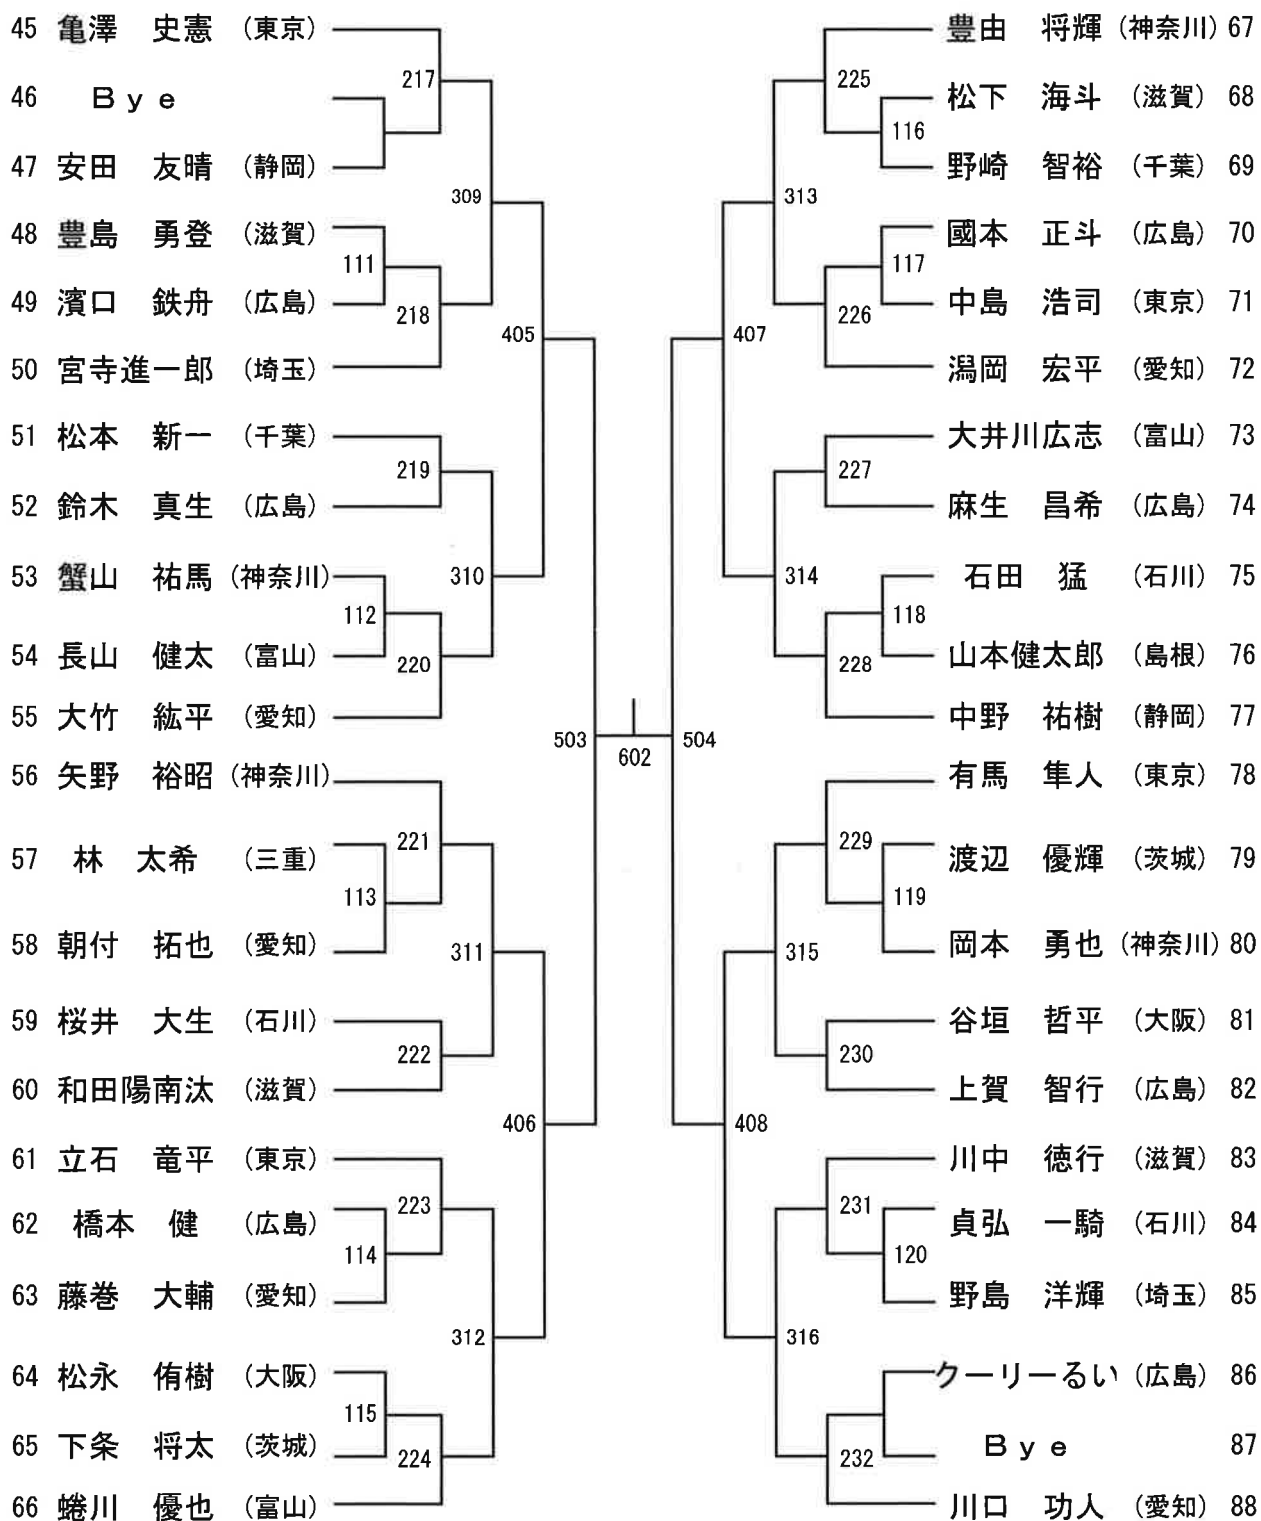 45 亀澤 史憲 (東京)
46 Bye
47 安田 友晴 (静岡)
48 豊島 勇登 (滋賀)
49 濱口 鉄舟 (広島)
50 宮寺進一郎 (埼玉)
51 松本 新一 (千葉)
52 鈴木 真生 (広島)
53 蟹山 祐馬 (神奈川)
54 長山 健太 (富山)
55 大竹 紘平 (愛知)
56 矢野 裕昭 (神奈川)
57 林 太希 (三重)
58 朝付 拓也 (愛知)
59 桜井 大生 (石川)
60 和田陽南汰 (滋賀)
61 立石 竜平 (東京)
62 橋本 健 (広島)
63 藤巻 大輔 (愛知)
64 松永 侑樹 (大阪)
65 下条 将太 (茨城)
66 蜷川 優也 (富山)
111
112
113
114
115
217
218
219
220
221
222
223
224
309
310
311
312
405
406
503
602
504
407
408
313
314
315
316
225
226
227
228
229
230
231
232
116
117
118
119
120
豊由 将輝 (神奈川) 67
松下 海斗 (滋賀) 68
野崎 智裕 (千葉) 69
國本 正斗 (広島) 70
中島 浩司 (東京) 71
潟岡 宏平 (愛知) 72
大井川広志 (富山) 73
麻生 昌希 (広島) 74
石田 猛 (石川) 75
山本健太郎 (島根) 76
中野 祐樹 (静岡) 77
有馬 隼人 (東京) 78
渡辺 優輝 (茨城) 79
岡本 勇也 (神奈川) 80
谷垣 哲平 (大阪) 81
上賀 智行 (広島) 82
川中 徳行 (滋賀) 83
貞弘 一騎 (石川) 84
野島 洋輝 (埼玉) 85
クーリーるい (広島) 86
Bye 87
川口 功人 (愛知) 88